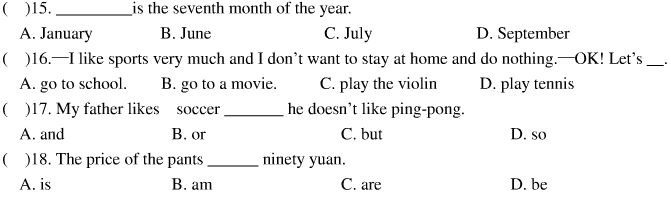 ( )15. _________is the seventh month of the year.
A. January B. June C. July D. September
( )16.—I like sports very much and I don't want to stay at home and do nothing.—OK! Let's __.
A. go to school. B. go to a movie. C. play the violin D. play tennis
( )17. My father likes soccer _______ he doesn't like ping-pong.
A. and B. or C. but D. so
( )18. The price of the pants ______ ninety yuan.
A. is B. am C. are D. be